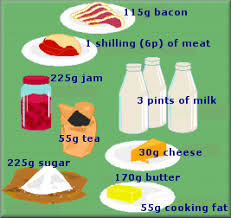 115g bacon
1 shilling (6p) of meat
225g jam
3 pints of milk
55g tea
30g cheese
225g sugar
170g butter
55g cooking fat